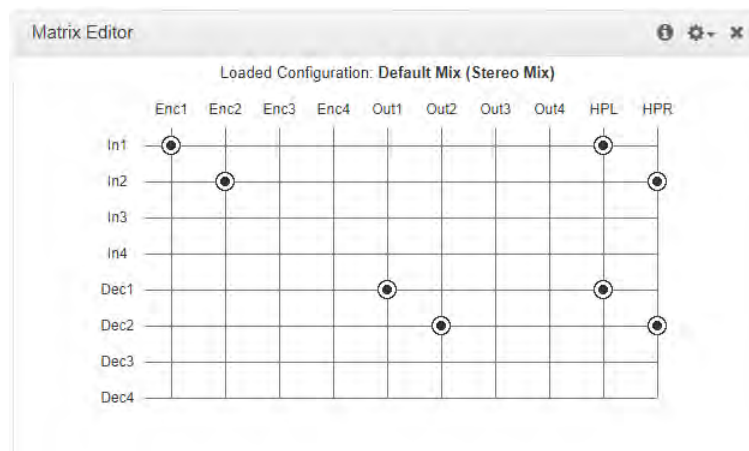 Matrix Editor
Loaded Configuration: Default Mix (Stereo Mix)
Enc1 Enc2 Enc3 Enc4 Out1 Out2 Out3 Out4 HPL HPR
In1
In2
In3
In4
Dec1
Dec2
Dec3
Dec4